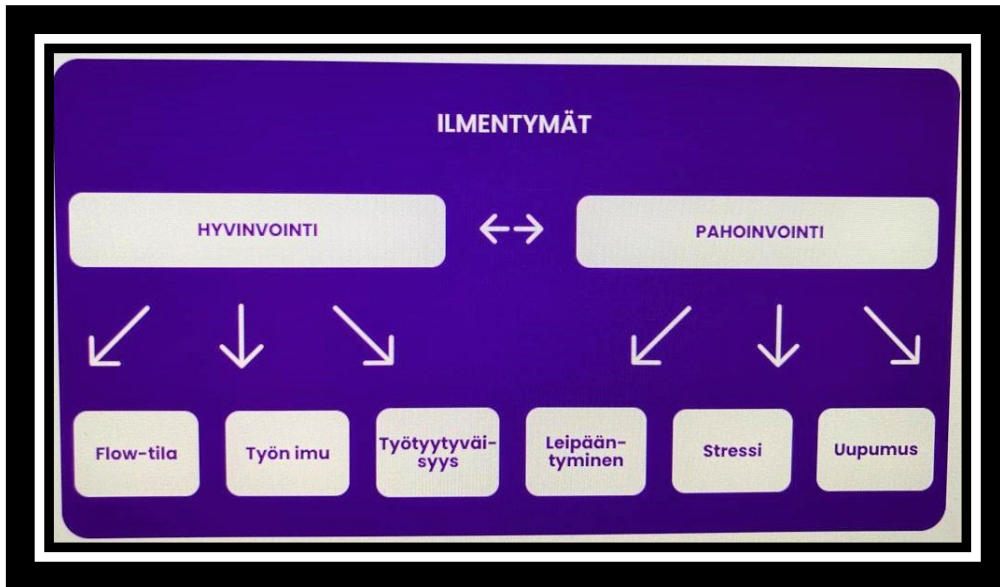 ILMENTYMÄT
HYVINVOINTI
PAHOINVOINTI
Flow-tila
Työn imu
Työtyytyväi-
syys
Leipään-
tyminen
Stressi
Uupumus